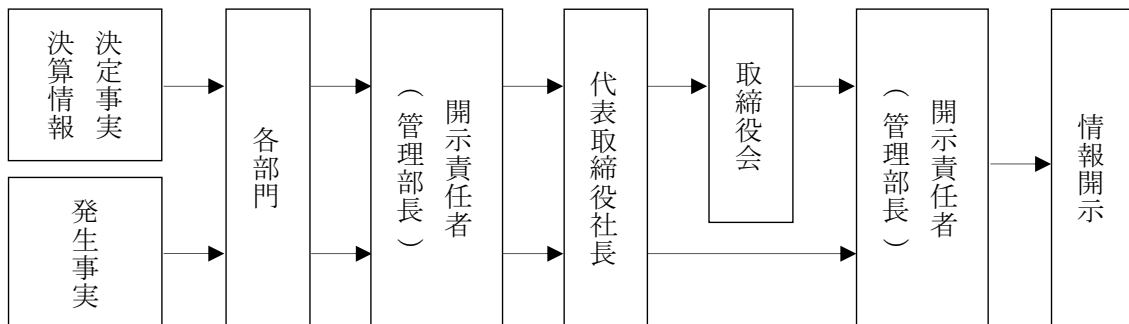 決定事実
決算情報
発生事実
各部門
開示責任者
（管理部長）
代表取締役社長
取締役会
開示責任者
（管理部長）
情報開示